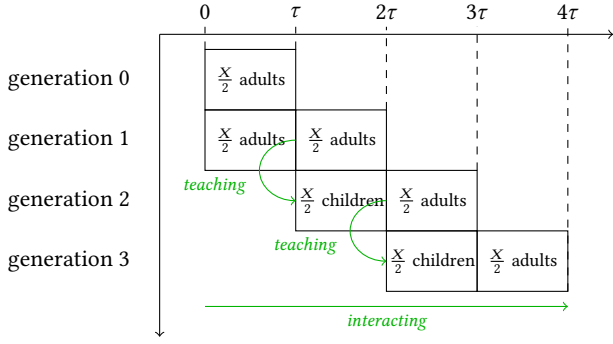 0 τ 2τ 3τ 4τ
generation 0 X/2 adults
generation 1 X/2 adults X/2 adults
teaching
generation 2 X/2 children X/2 adults
teaching
generation 3 X/2 children X/2 adults
interacting